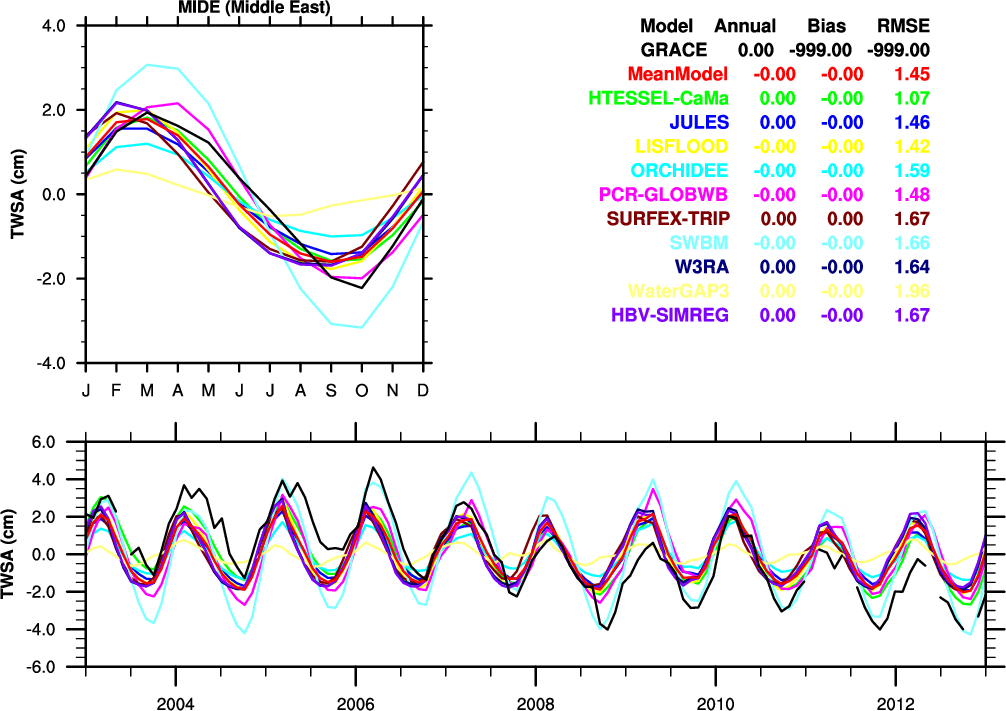 MIDE (Middle East)
4.0
2.0
0.0
-2.0
-4.0
TWSA (cm)
J F M A M J J A S O N D
Model Annual Bias RMSE
GRACE 0.00 -999.00 -999.00
MeanModel -0.00 -0.00 1.45
HTESSEL-CaMa 0.00 -0.00 1.07
JULES 0.00 -0.00 1.46
LISFLOOD -0.00 -0.00 1.42
ORCHIDEE -0.00 -0.00 1.59
PCR-GLOBWB -0.00 -0.00 1.48
SURFEX-TRIP 0.00 0.00 1.67
SWBM -0.00 -0.00 1.66
W3RA 0.00 -0.00 1.64
WaterGAP3 0.00 -0.00 1.96
HBV-SIMREG 0.00 -0.00 1.67
6.0
4.0
2.0
0.0
-2.0
-4.0
-6.0
TWSA (cm)
2004 2006 2008 2010 2012